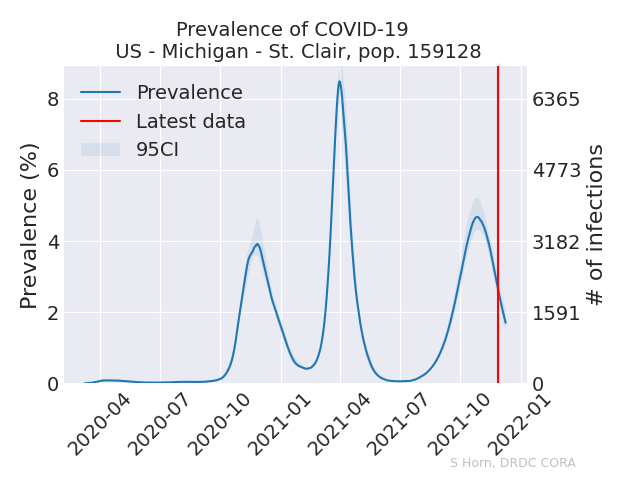 Prevalence of COVID-19
US - Michigan - St. Clair, pop. 159128
Prevalence
Latest data
95CI
Prevalence (%)
8
6
4
2
0
6365
4773
3182
1591
0
# of infections
2020-04
2020-07
2020-10
2021-01
2021-04
2021-07
2021-10
2022-01
S Horn, DRDC CORA